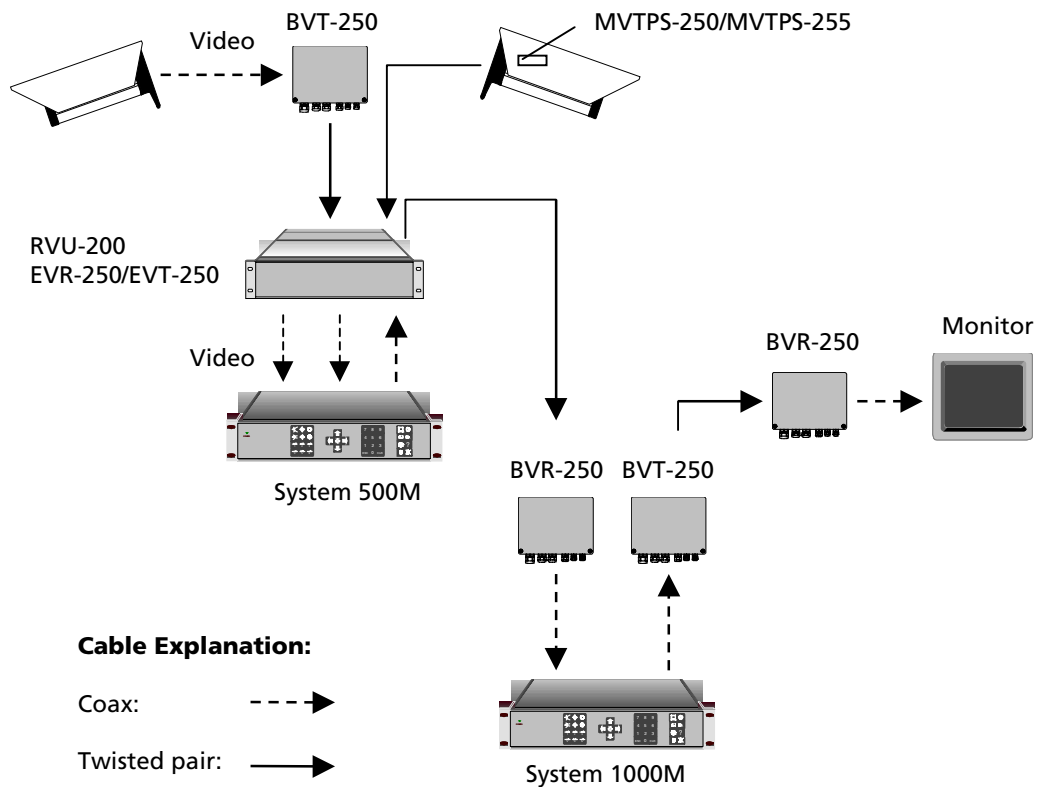 BVT-250
MVTPS-250/MVTPS-255
Video
RVU-200
EVR-250/EVT-250
Video
System 500M
BVR-250
Monitor
BVR-250
BVT-250
System 1000M
Cable Explanation:
Coax:
Twisted pair: